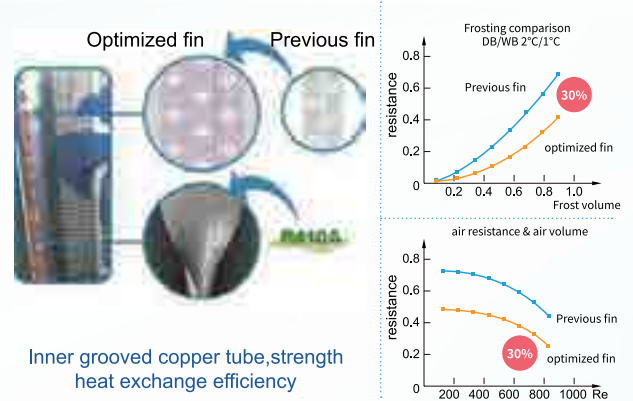 Optimized fin
Previous fin
R410A
Inner grooved copper tube,strength
heat exchange efficiency
Frosting comparison
DB/WB 2°C/1°C
resistance
0.8
0.6
0.4
0.2
0
Previous fin
30%
optimized fin
0.2 0.4 0.6 0.8 1.0
Frost volume
air resistance & air volume
resistance
0.8
0.6
0.4
0.2
0
Previous fin
30%
optimized fin
200 400 600 800 1000 Re